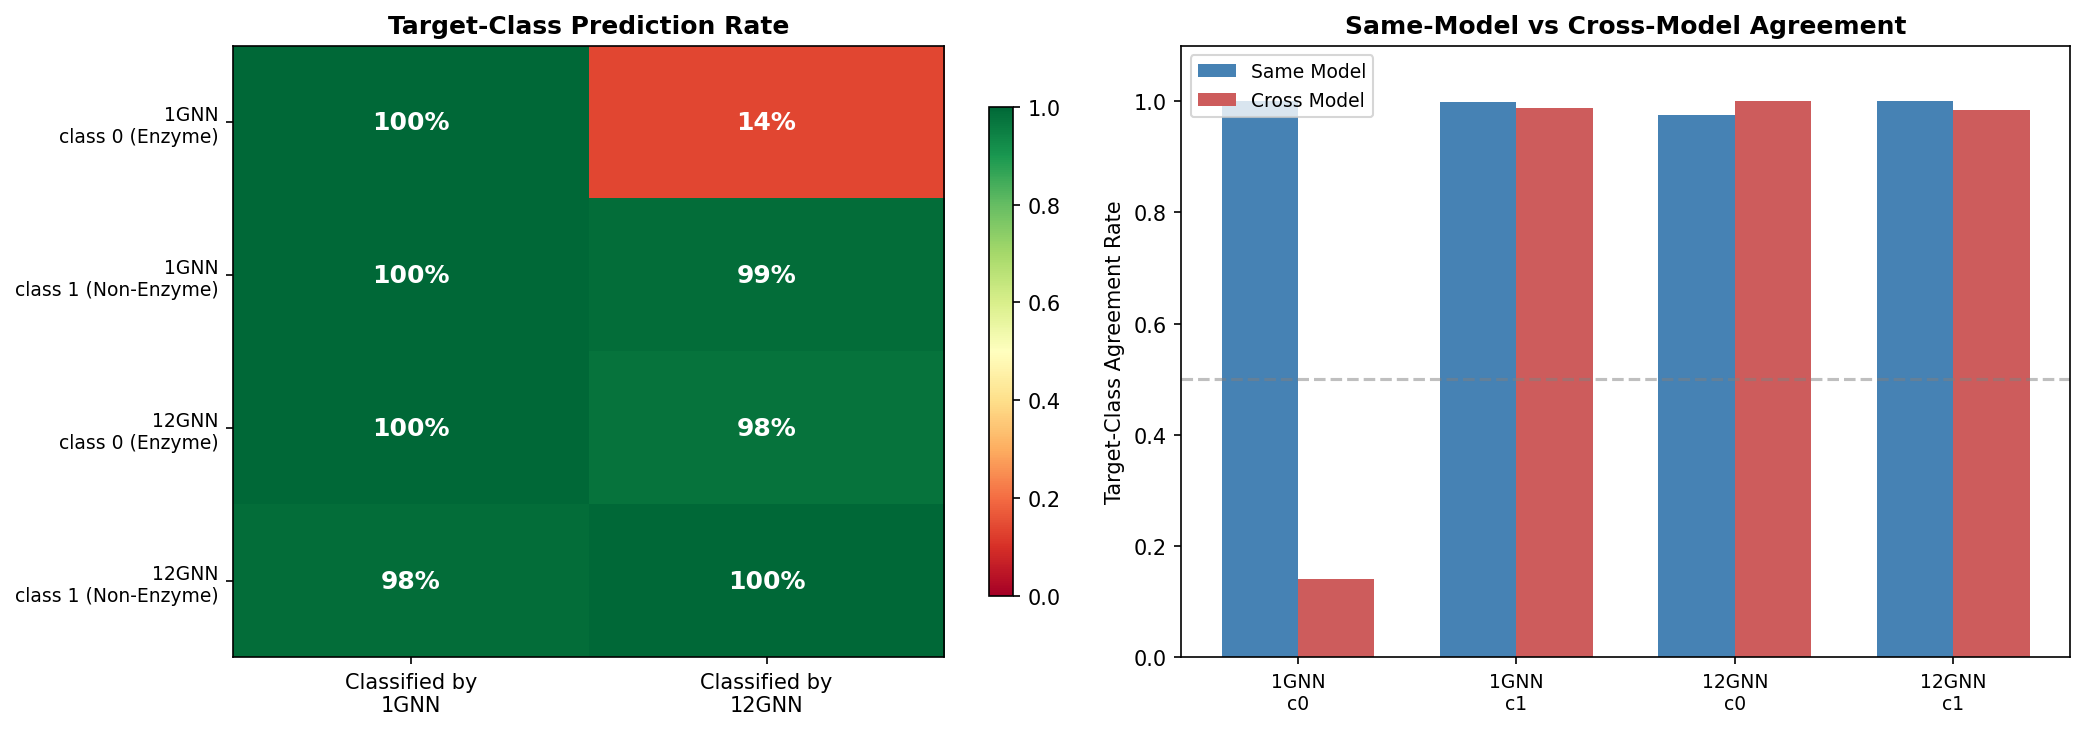 Target-Class Prediction Rate
1GNN
class 0 (Enzyme)
100%
14%
1GNN
class 1 (Non-Enzyme)
100%
99%
12GNN
class 0 (Enzyme)
100%
98%
12GNN
class 1 (Non-Enzyme)
98%
100%
Classified by
1GNN
Classified by
12GNN
1.0
0.8
0.6
0.4
0.2
0.0
Same-Model vs Cross-Model Agreement
Same Model
Cross Model
Target-Class Agreement Rate
1.0
0.8
0.6
0.4
0.2
0.0
1GNN
c0
1GNN
c1
12GNN
c0
12GNN
c1